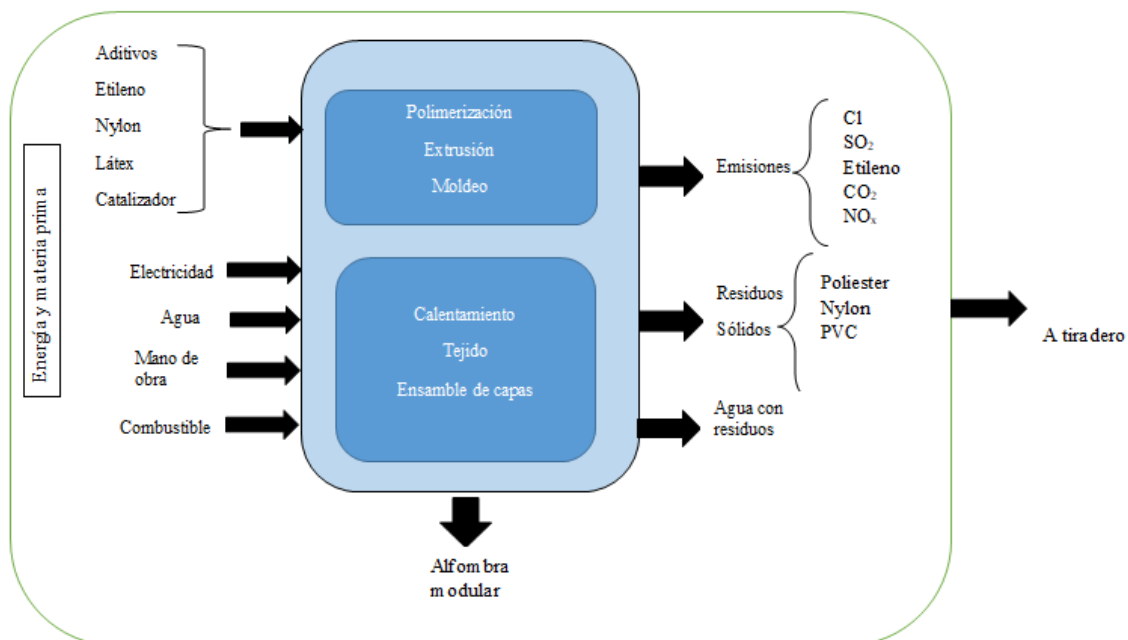 Energía y materia prima
Aditivos
Etileno
Nylon
Látex
Catalizador
Electricidad
Agua
Mano de
obra
Combustible
Polimerización
Extrusión
Moldeo
Calentamiento
Tejido
Ensamble de capas
Emisiones
Cl
SO₂
Etileno
CO₂
NOₓ
Residuos
Sólidos
Poliester
Nylon
PVC
Agua con
residuos
A tiradero
Alfombra
modular